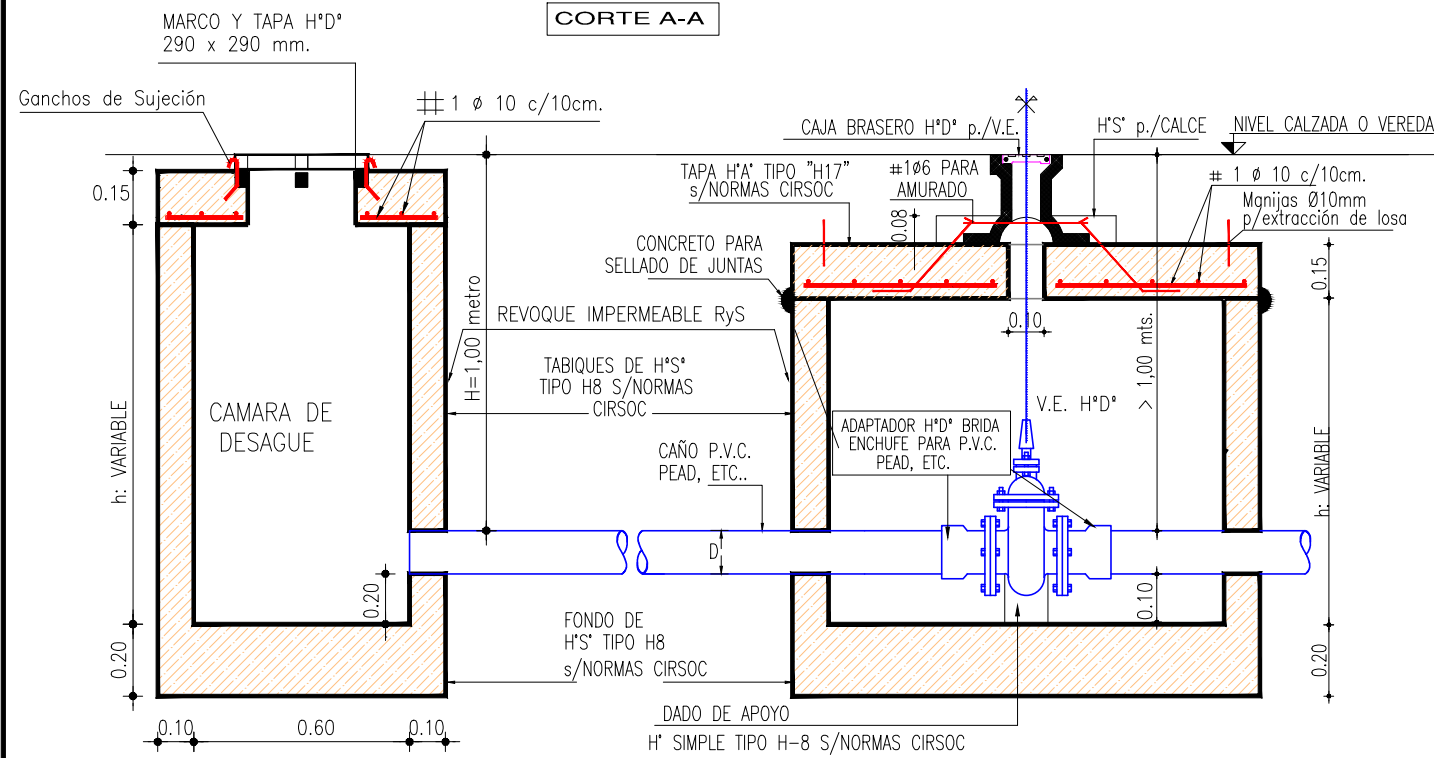 CORTE A-A
MARCO Y TAPA H°D°
290 x 290 mm.
Ganchos de Sujeción
1 ø 10 c/10cm.
CAJA BRASERO H°D° p./V.E.
H°S° p./CALCE
NIVEL CALZADA O VEREDA
TAPA H°A° TIPO "H17"
s/NORMAS CIRSOC
#1ø6 PARA
AMURADO
# 1 ø 10 c/10cm.
Manijas Ø10mm
p/extracción de losa
0.15
0.08
CONCRETO PARA
SELLADO DE JUNTAS
0.15
H=1,00 metro
REVOQUE IMPERMEABLE RyS
0.10
> 1,00 mts.
TABIQUES DE H°S°
TIPO H8 S/NORMAS
CIRSOC
CAMARA DE
DESAGUE
h: VARIABLE
V.E. H°D°
ADAPTADOR H°D° BRIDA
ENCHUFE PARA P.V.C.
PEAD, ETC.
CAÑO P.V.C.
PEAD, ETC..
h: VARIABLE
D
0.20
0.10
FONDO DE
H°S° TIPO H8
s/NORMAS CIRSOC
0.20
0.20
DADO DE APOYO
H° SIMPLE TIPO H-8 S/NORMAS CIRSOC
0.10
0.60
0.10